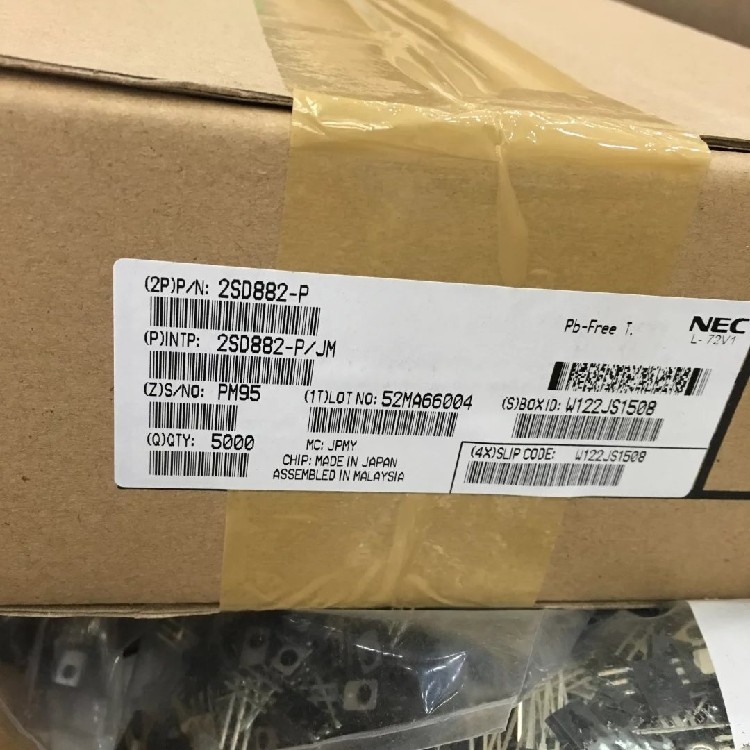 (2P)P/N: 2SD882-P
Pb-Free T.
NEC
L-72V1
(P)INTP: 2SD882-P/JM
(Z)S/NO: PM95
(1T)LOT NO: 52MA66004
(S)BOX ID: W122JS1508
(Q)QTY: 5000
MC: JPMY
CHIP: MADE IN JAPAN
ASSEMBLED IN MALAYSIA
(4X)SLIP CODE: W122JS1508